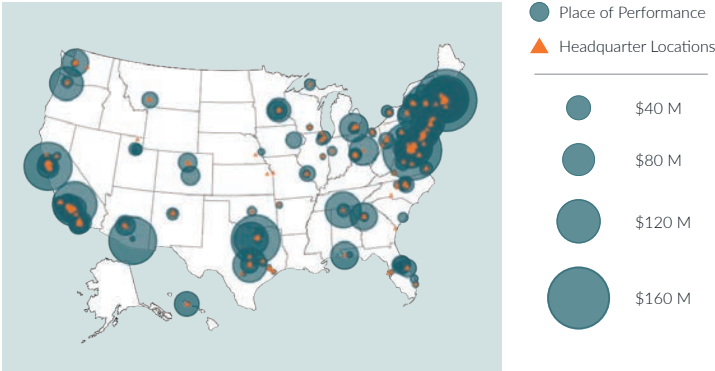 Place of Performance
Headquarter Locations
$40 M
$80 M
$120 M
$160 M